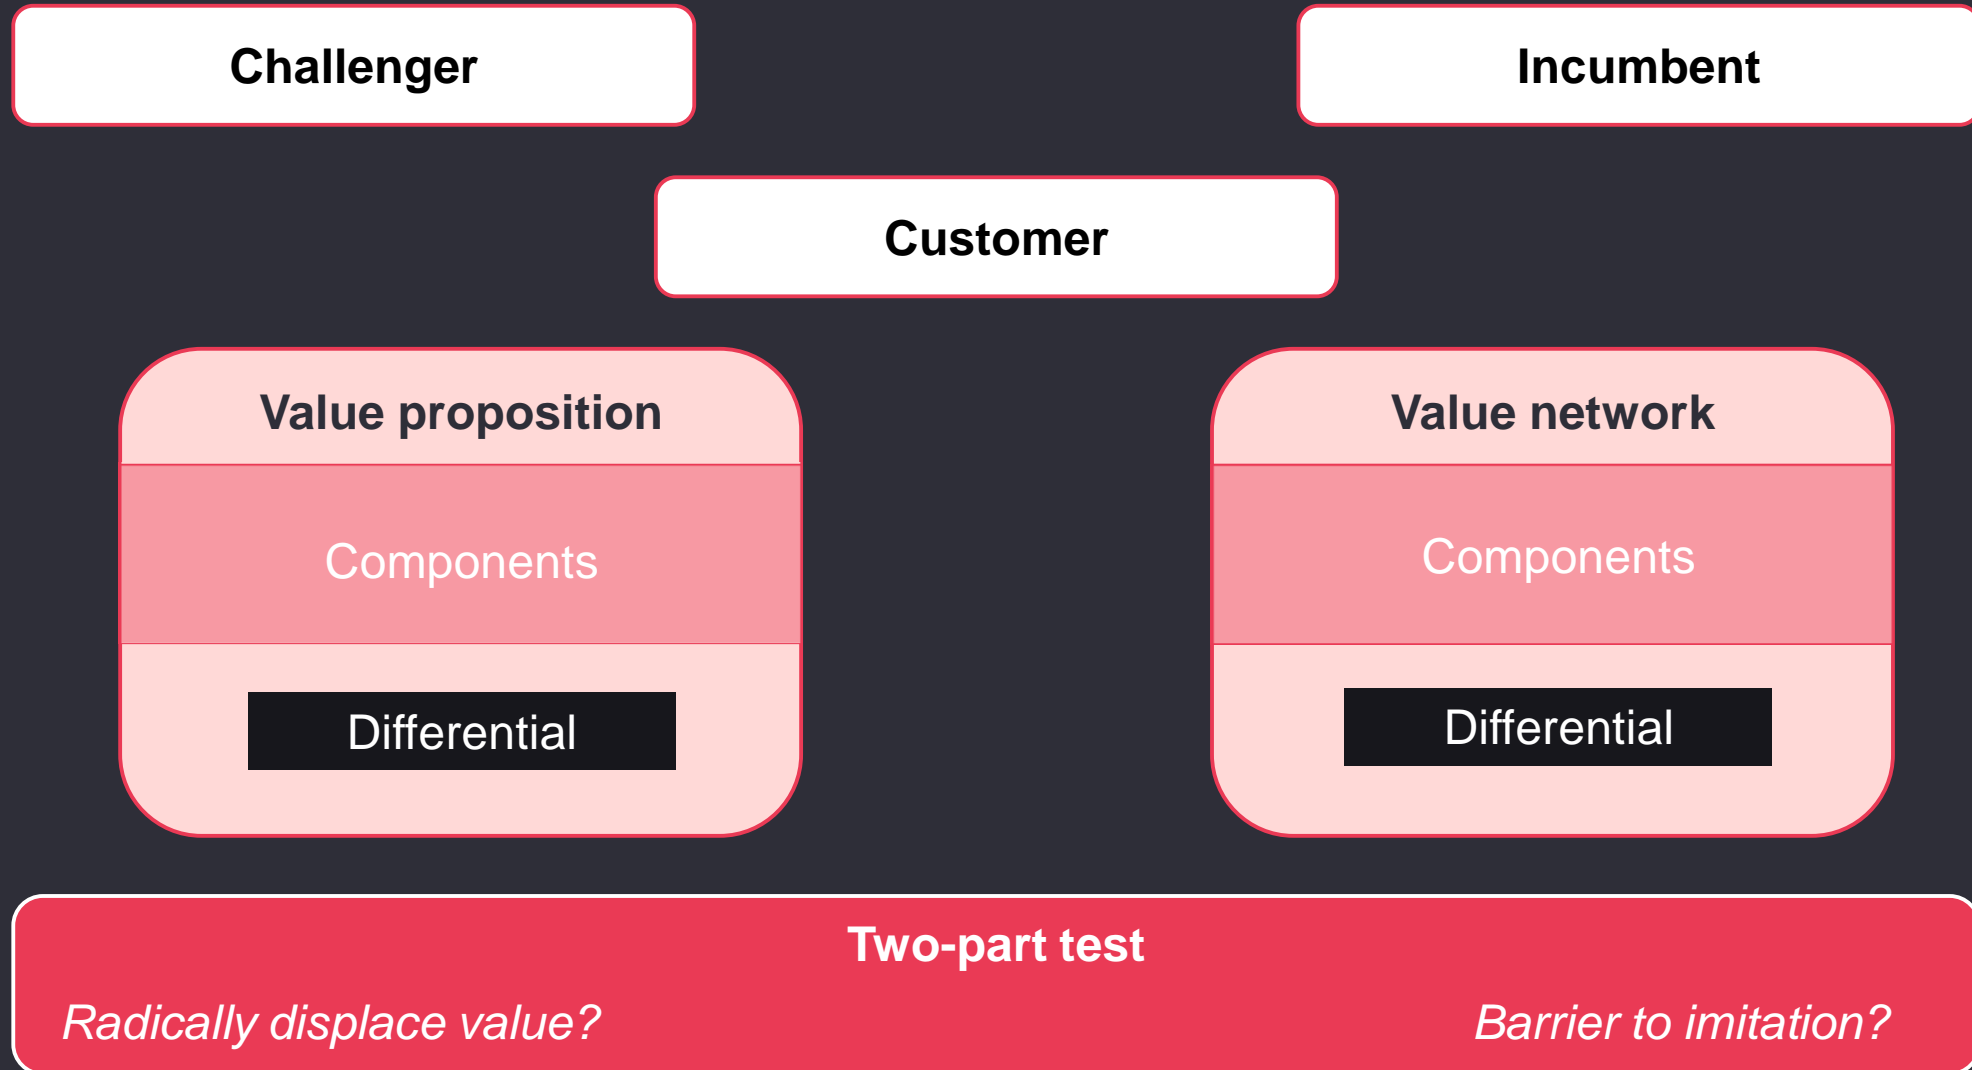 Challenger
Incumbent
Customer
Value proposition
Components
Differential
Value network
Components
Differential
Two-part test
Radically displace value?
Barrier to imitation?